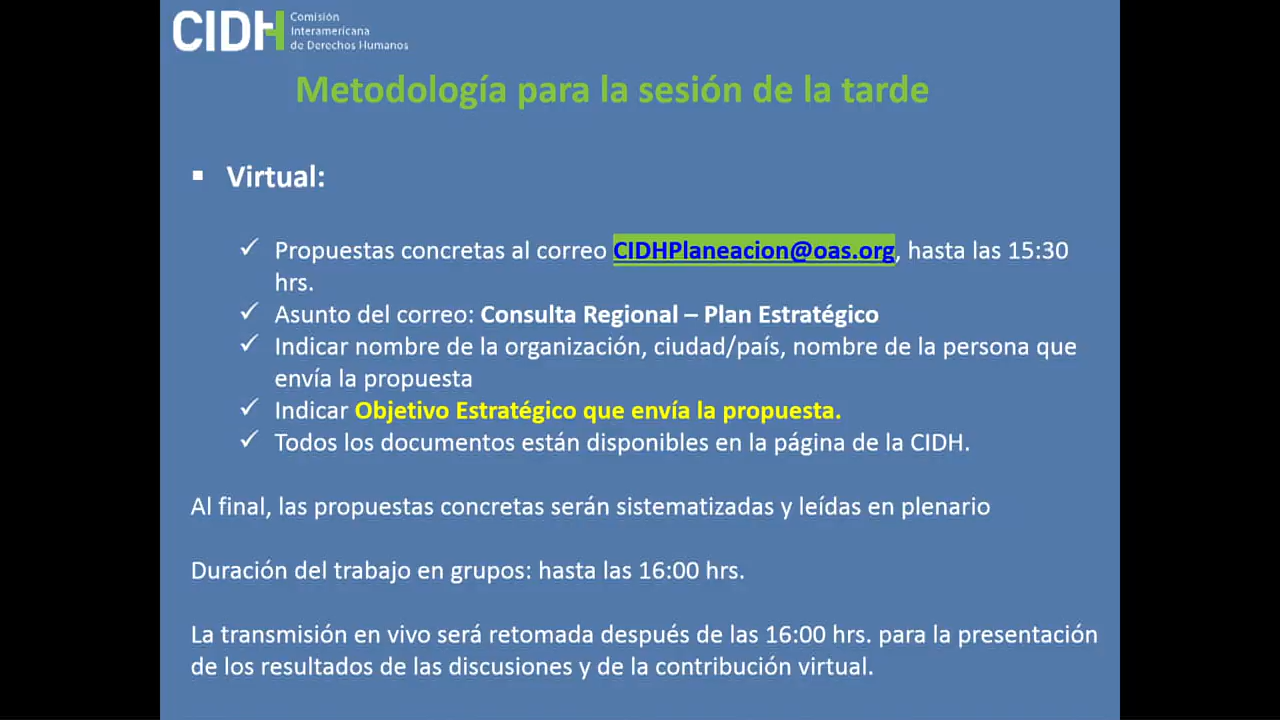 CIDH
Comisión
Interamericana
de Derechos Humanos
Metodología para la sesión de la tarde
▪ Virtual:
✓ Propuestas concretas al correo CIDHPlaneacion@oas.org, hasta las 15:30
hrs.
✓ Asunto del correo: Consulta Regional – Plan Estratégico
✓ Indicar nombre de la organización, ciudad/país, nombre de la persona que
envía la propuesta
✓ Indicar Objetivo Estratégico que envía la propuesta.
✓ Todos los documentos están disponibles en la página de la CIDH.
Al final, las propuestas concretas serán sistematizadas y leídas en plenario
Duración del trabajo en grupos: hasta las 16:00 hrs.
La transmisión en vivo será retomada después de las 16:00 hrs. para la presentación
de los resultados de las discusiones y de la contribución virtual.